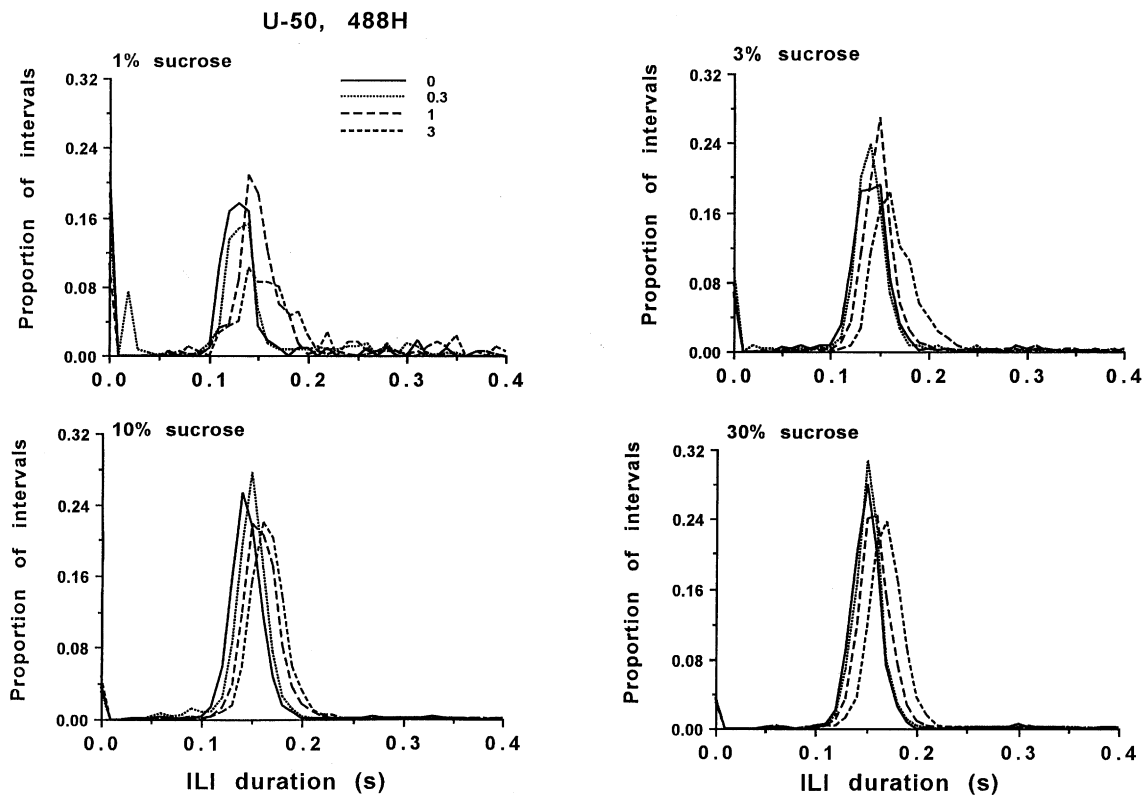 U-50, 488H
1% sucrose
0
0.3
1
3
Proportion of intervals
0.32
0.24
0.16
0.08
0.00
0.0 0.1 0.2 0.3 0.4
3% sucrose
Proportion of intervals
0.32
0.24
0.16
0.08
0.00
0.0 0.1 0.2 0.3 0.4
10% sucrose
Proportion of intervals
0.32
0.24
0.16
0.08
0.00
0.0 0.1 0.2 0.3 0.4
ILI duration (s)
30% sucrose
Proportion of intervals
0.32
0.24
0.16
0.08
0.00
0.0 0.1 0.2 0.3 0.4
ILI duration (s)